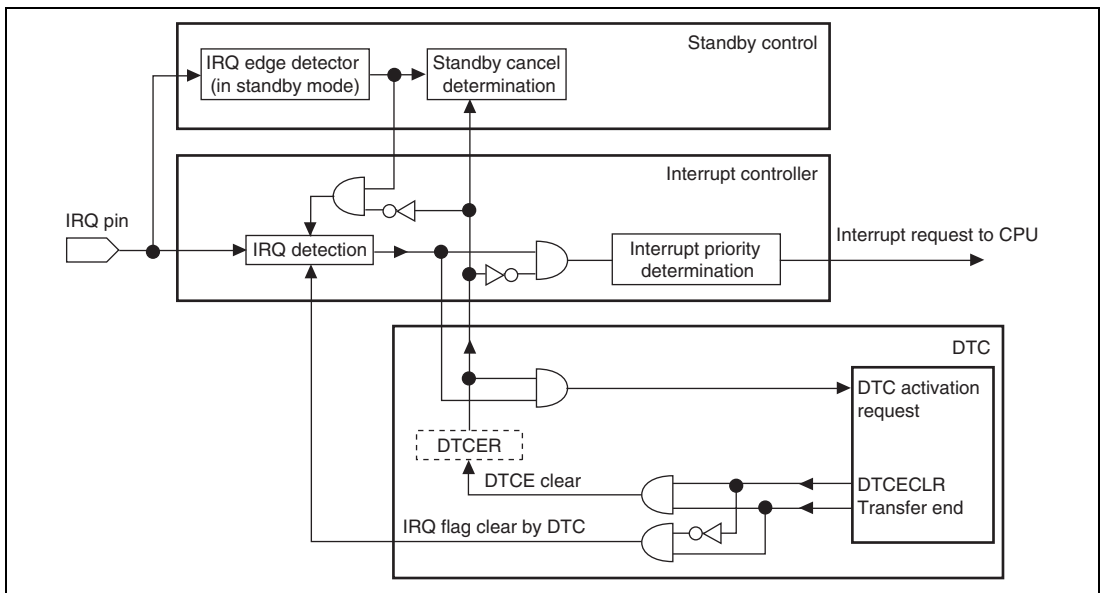 Standby control
IRQ edge detector
(in standby mode)
Standby cancel
determination
Interrupt controller
IRQ pin
IRQ detection
Interrupt priority
determination
Interrupt request to CPU
DTC
DTC activation
request
DTCER
DTCE clear
DTCECLR
Transfer end
IRQ flag clear by DTC